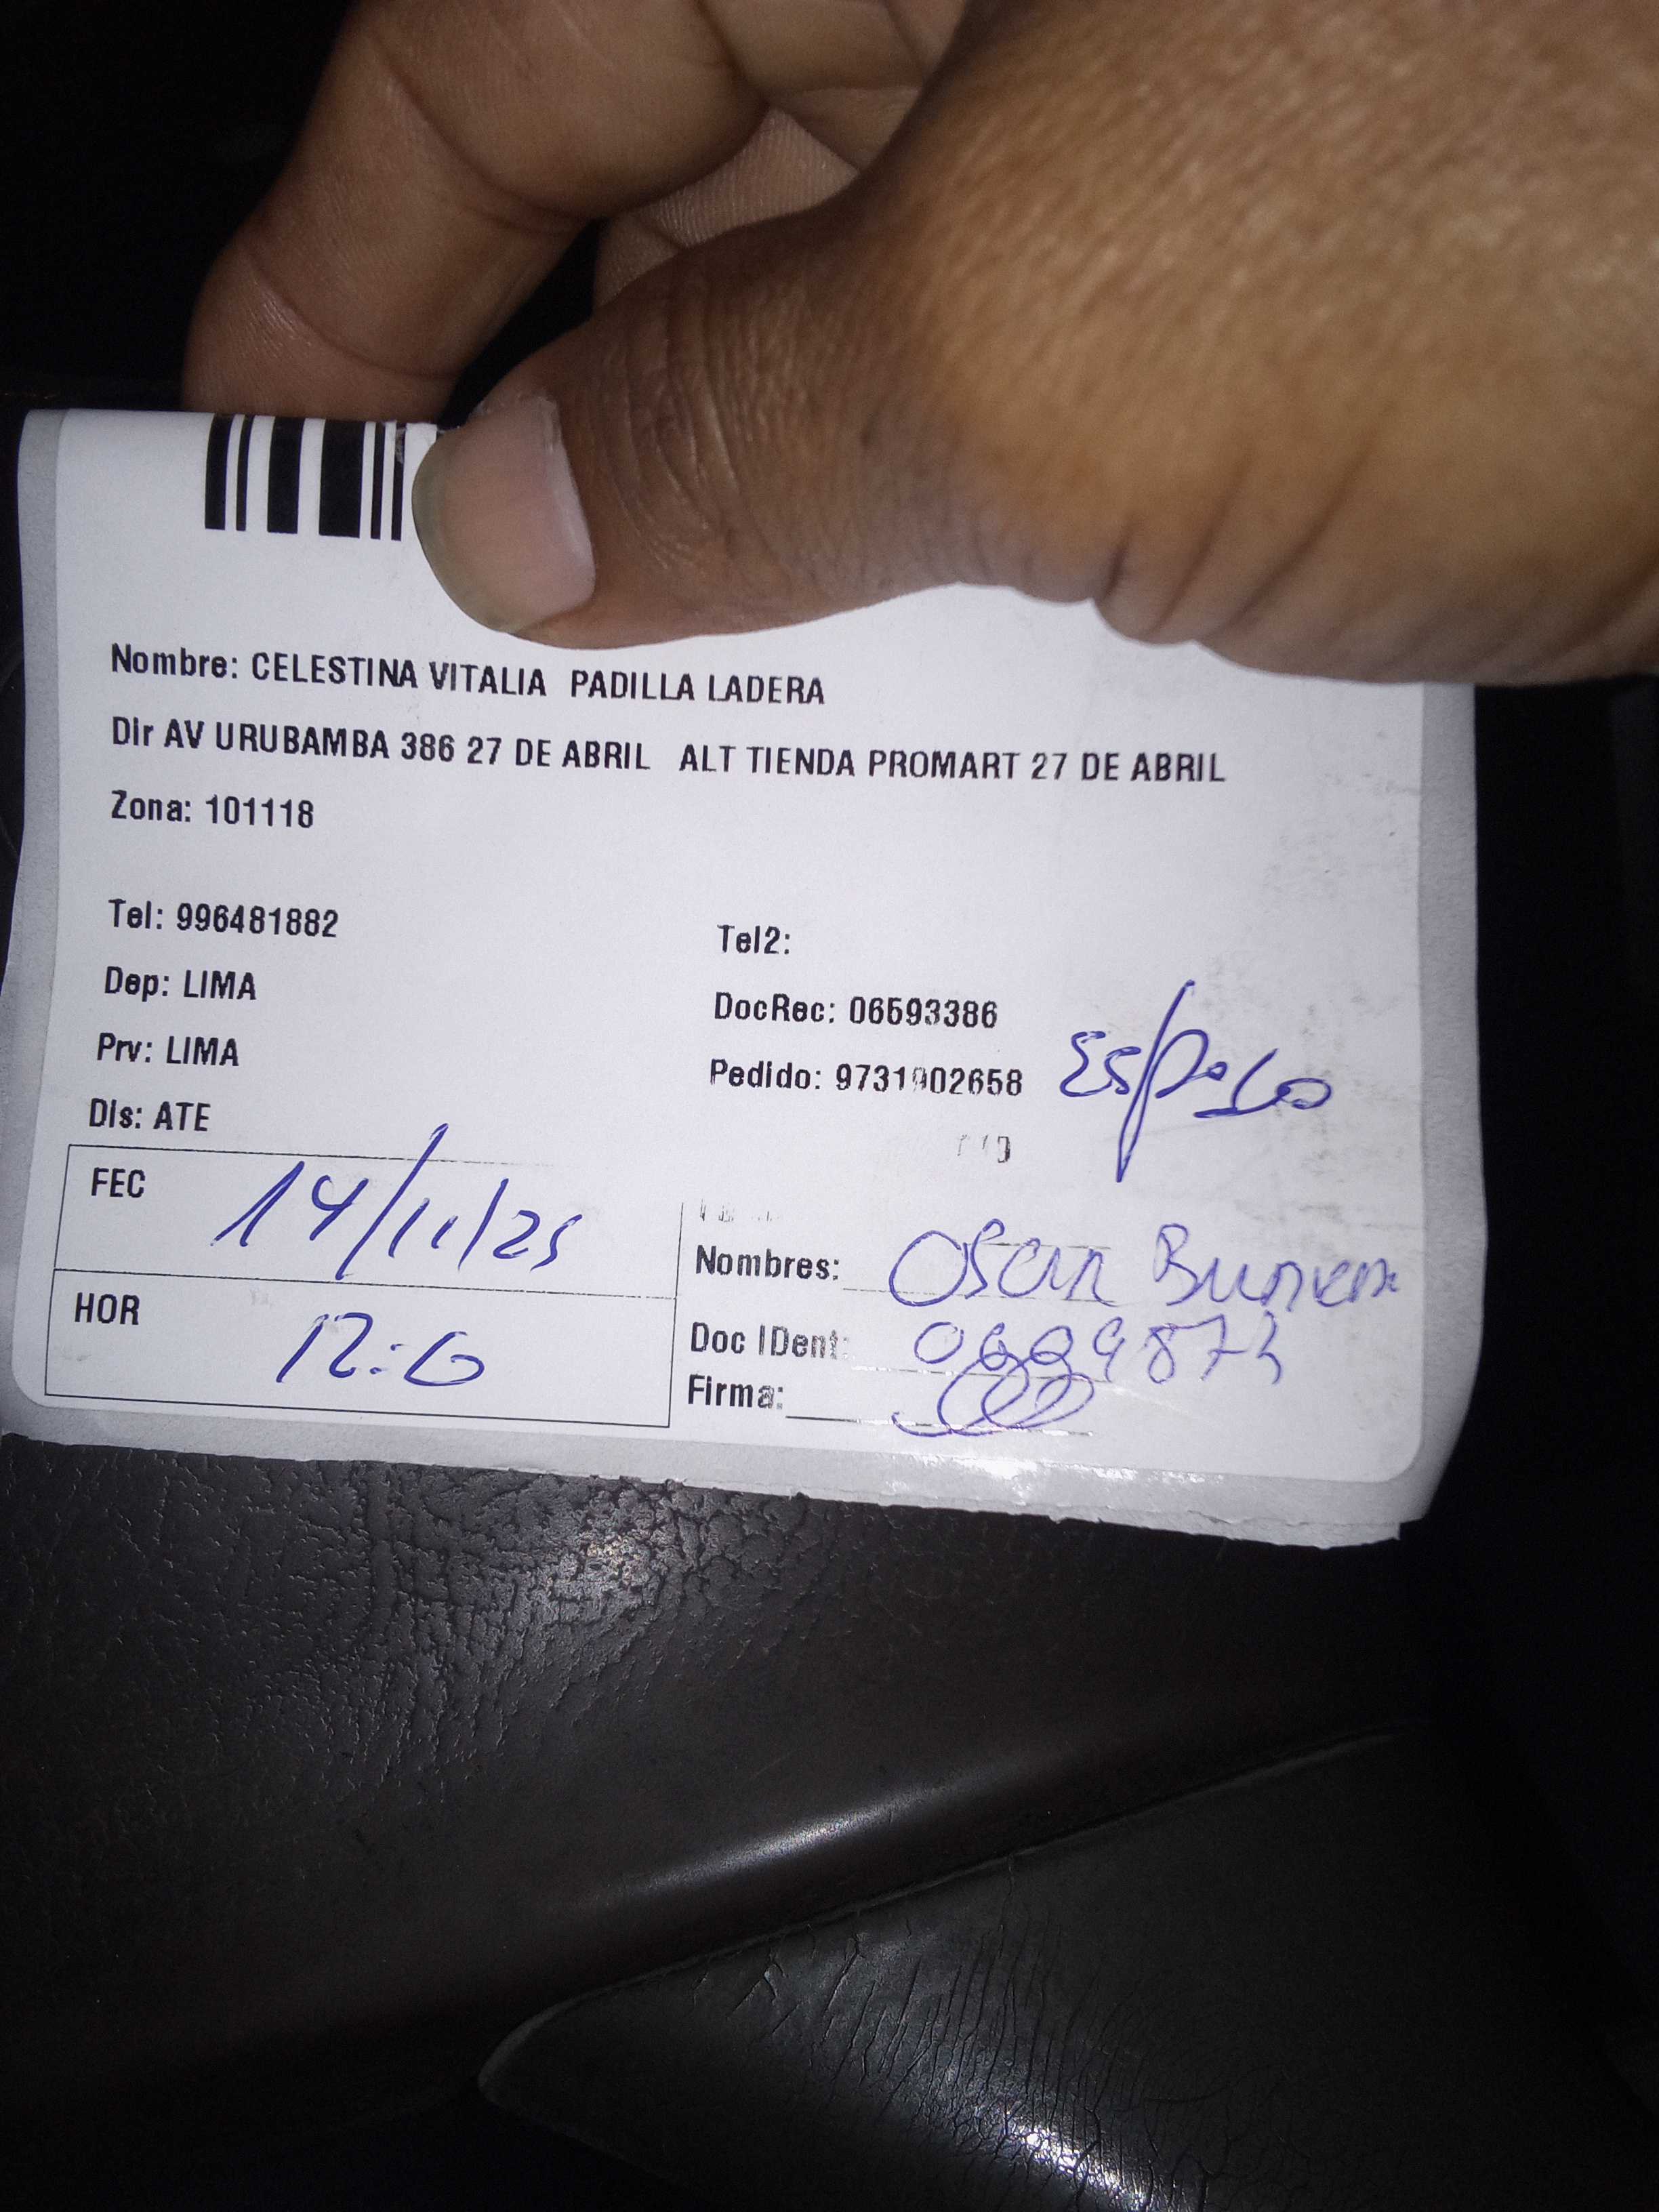 Nombre: CELESTINA VITALIA PADILLA LADERA
Dir AV URUBAMBA 386 27 DE ABRIL ALT TIENDA PROMART 27 DE ABRIL
Zona: 101118
Tel: 996481882 Tel2:
Dep: LIMA DocRec: 06593386
Prv: LIMA Pedido: 9731902658
Dis: ATE
FEC 14/11/25
Nombres: Oscar
HOR 12:
Doc IDent:
Firma: